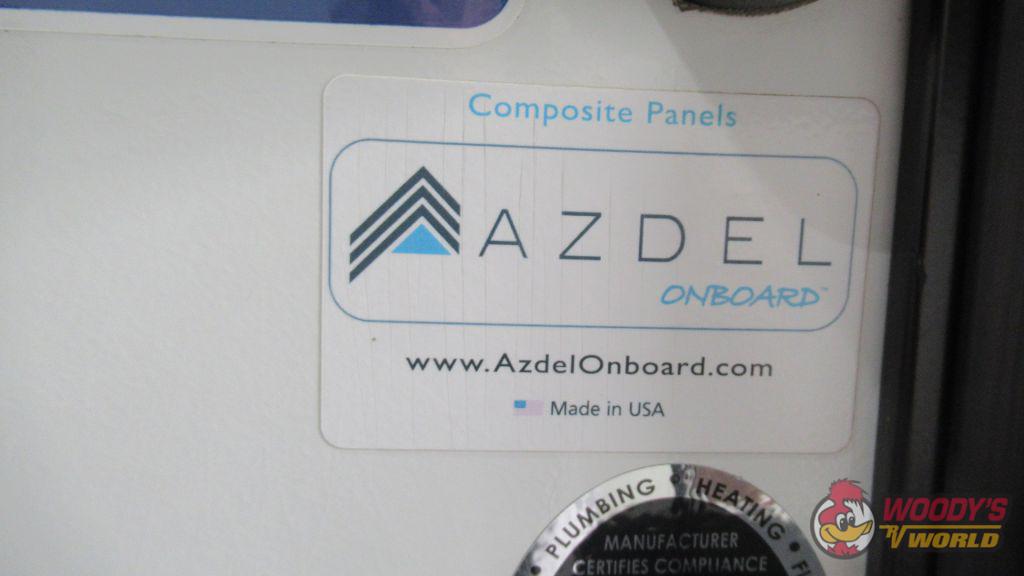 Composite Panels
AZDEL
ONBOARD™
www.AzdelOnboard.com
Made in USA
PLUMBING • HEATING •
MANUFACTURER
CERTIFIES COMPLIANCE
WOODY'S
RV WORLD